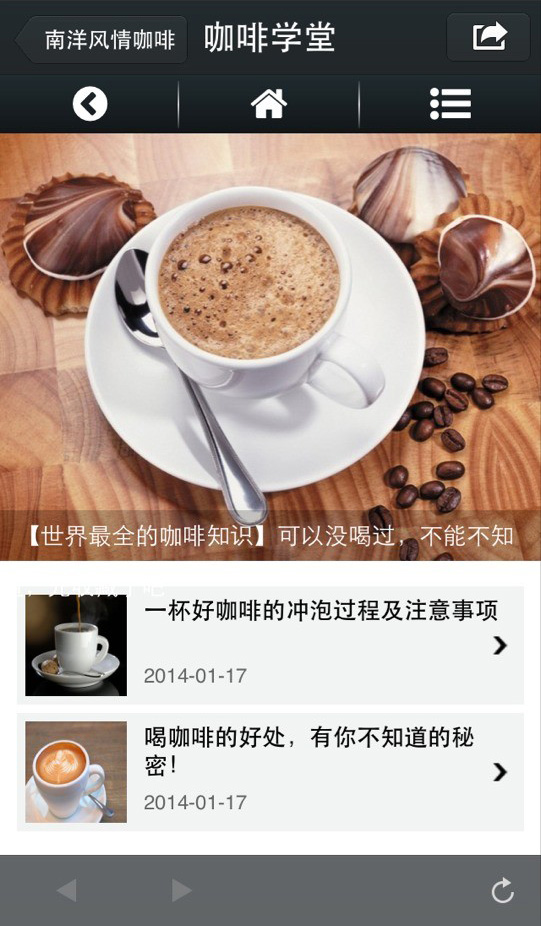 南洋风情咖啡
咖啡学堂
【世界最全的咖啡知识】可以没喝过，不能不知
一杯好咖啡的冲泡过程及注意事项
2014-01-17
喝咖啡的好处，有你不知道的秘
密！
2014-01-17